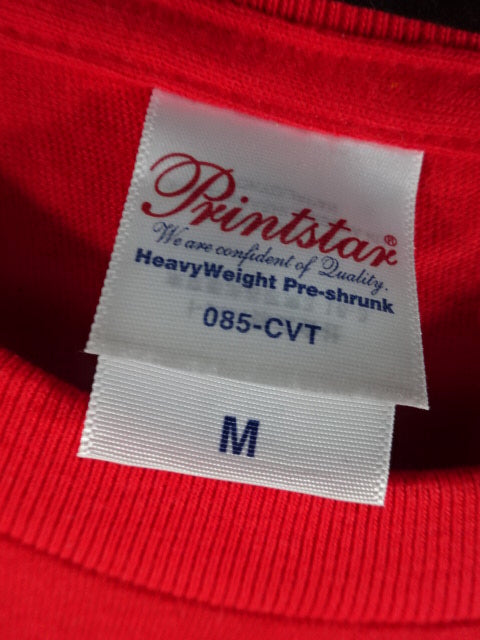 Printstar®
We are confident of Quality.
HeavyWeight Pre-shrunk
085-CVT
M